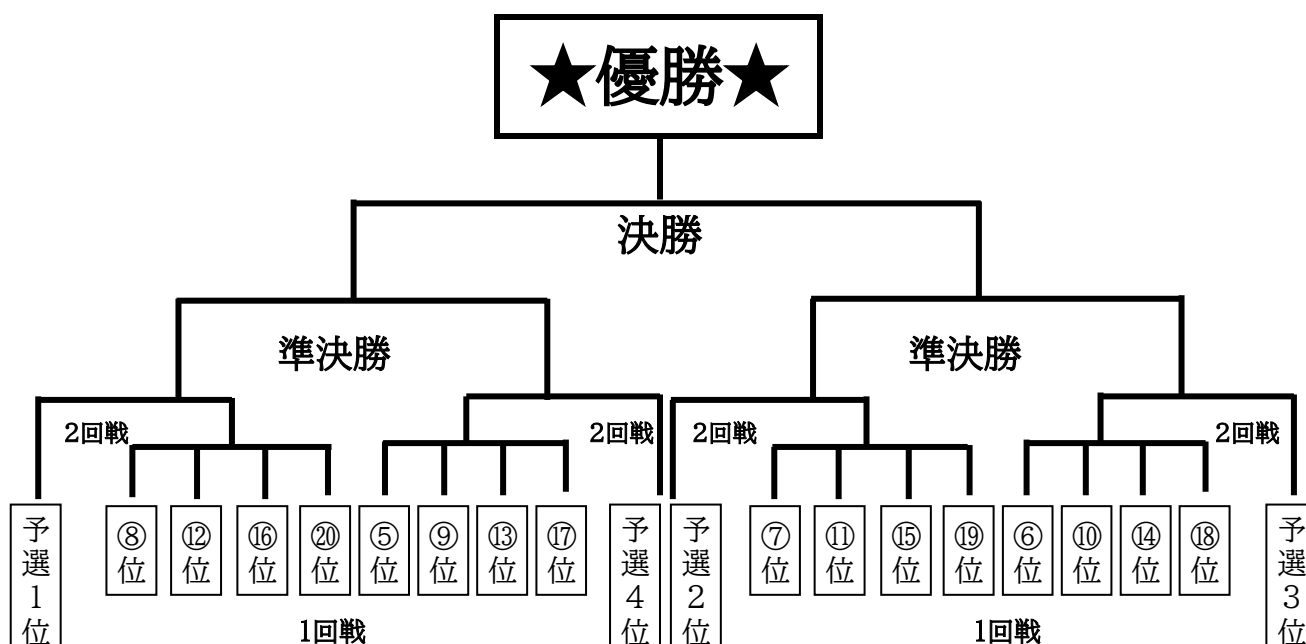 ★優勝★
決勝
準決勝
準決勝
2回戦
2回戦
2回戦
2回戦
予選1位
⑧位
⑫位
⑯位
⑳位
⑤位
⑨位
⑬位
⑰位
予選4位
予選2位
⑦位
⑪位
⑮位
⑲位
⑥位
⑩位
⑭位
⑱位
予選3位
1回戦
1回戦